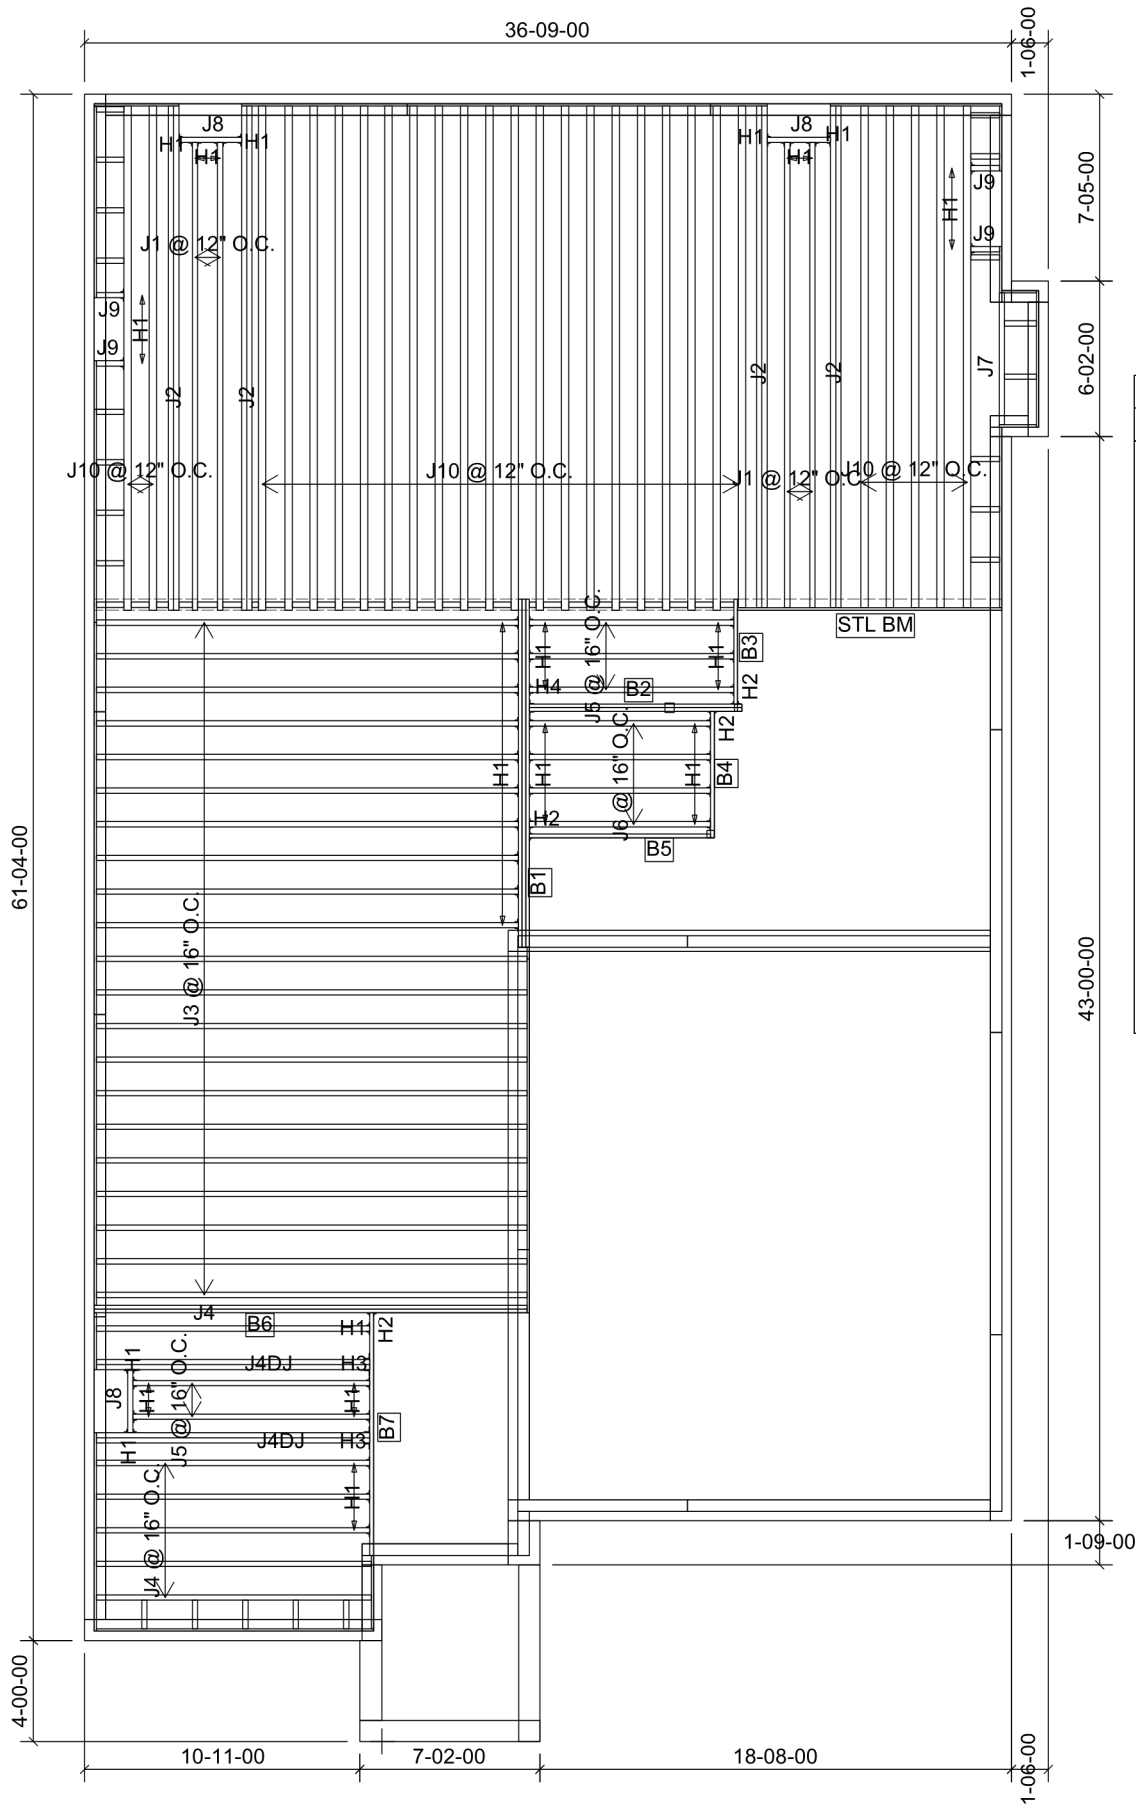 36-09-00
1-06-00
J8
H1
H1
H1
J8
H1
H1
H1
7-05-00
J9
H1
J9
J1 @ 12" O.C.
J9
H1
J9
6-02-00
J7
J2
J2
J2
J2
J10 @ 12" O.C.
J10 @ 12" O.C.
J1 @ 12" O.C.
J10 @ 12" O.C.
STL BM
B3
H1
J5 @ 16" O.C.
H1
H4
B2
H2
H2
H1
H1
J6 @ 16" O.C.
H1
B4
H2
B5
B1
61-04-00
J3 @ 16" O.C.
43-00-00
J4
B6
H1
H2
H1
J4DJ
H3
J8
H1
J5 @ 16" O.C.
H1
B7
H1
J4DJ
H3
J4 @ 16" O.C.
H1
1-09-00
4-00-00
10-11-00
7-02-00
18-08-00
1-06-00